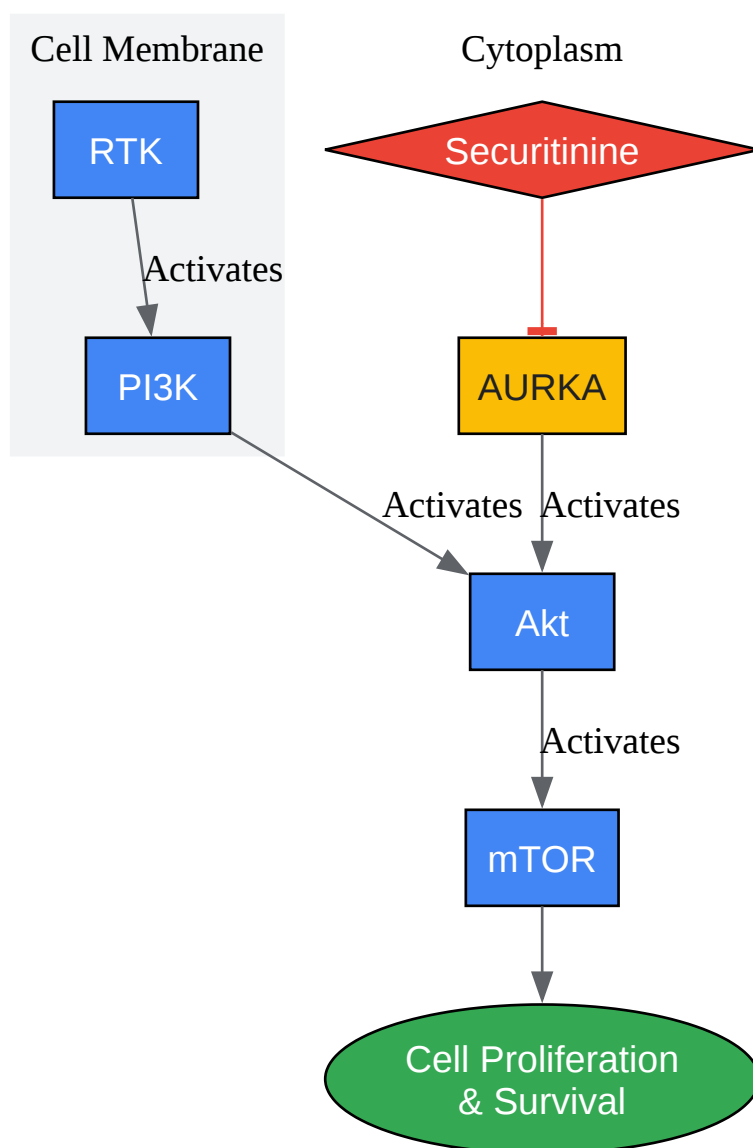 Cell Membrane
Cytoplasm
RTK
Securitinine
Activates
PI3K
AURKA
Activates
Activates
Akt
Activates
mTOR
Cell Proliferation
& Survival